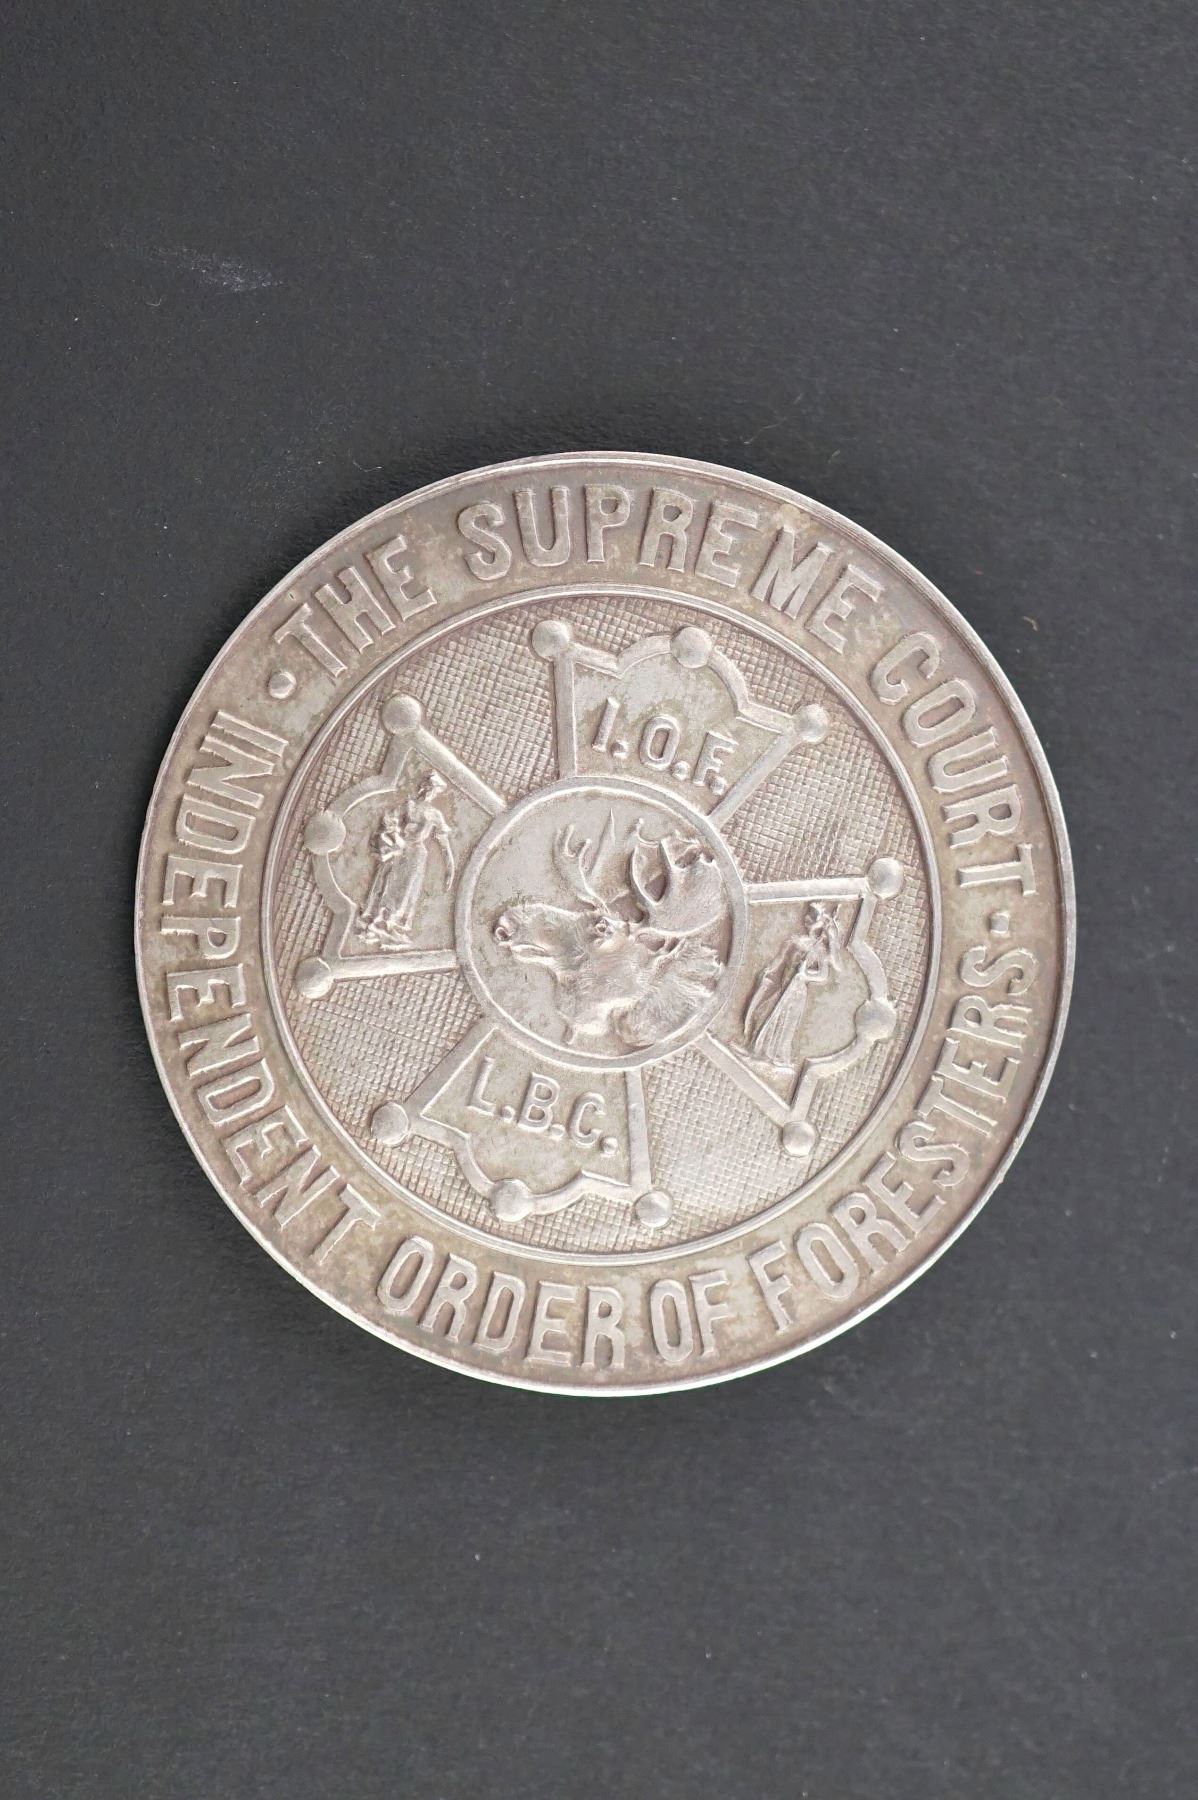 · THE SUPREME COURT ·
INDEPENDENT ORDER OF FORESTERS
I.O.F.
L.B.C.